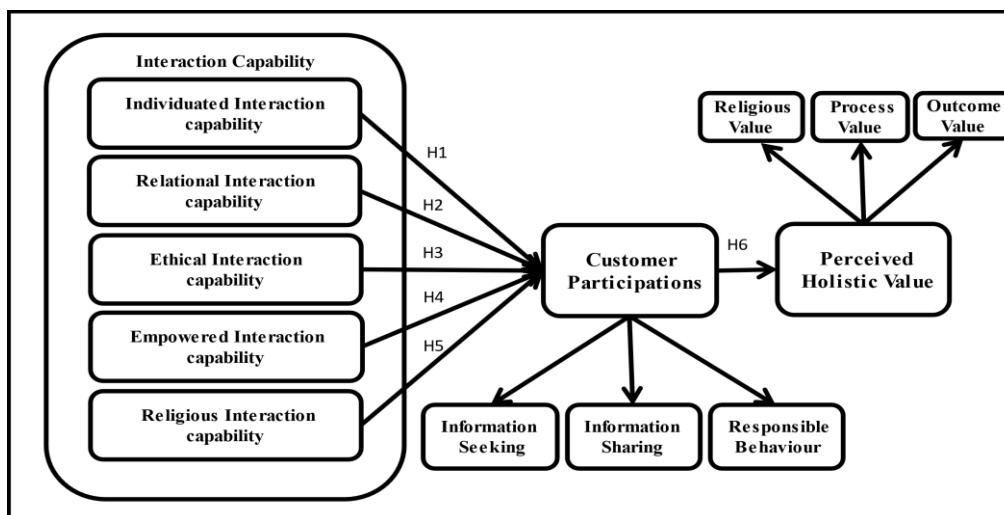 Interaction Capability
Individuated Interaction
capability
Relational Interaction
capability
Ethical Interaction
capability
Empowered Interaction
capability
Religious Interaction
capability
H1
H2
H3
H4
H5
Customer
Participations
H6
Perceived
Holistic Value
Religious
Value
Process
Value
Outcome
Value
Information
Seeking
Information
Sharing
Responsible
Behaviour